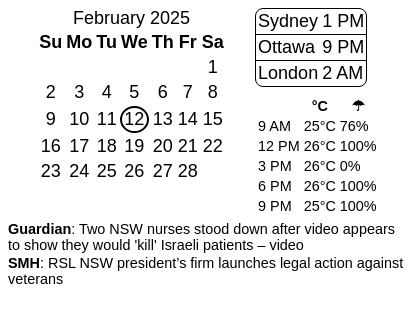 February 2025
Su Mo Tu We Th Fr Sa
1
2 3 4 5 6 7 8
9 10 11 12 13 14 15
16 17 18 19 20 21 22
23 24 25 26 27 28
Sydney 1 PM
Ottawa 9 PM
London 2 AM
°C ☂
9 AM 25°C 76%
12 PM 26°C 100%
3 PM 26°C 0%
6 PM 26°C 100%
9 PM 25°C 100%
Guardian: Two NSW nurses stood down after video appears
to show they would 'kill' Israeli patients – video
SMH: RSL NSW president's firm launches legal action against
veterans